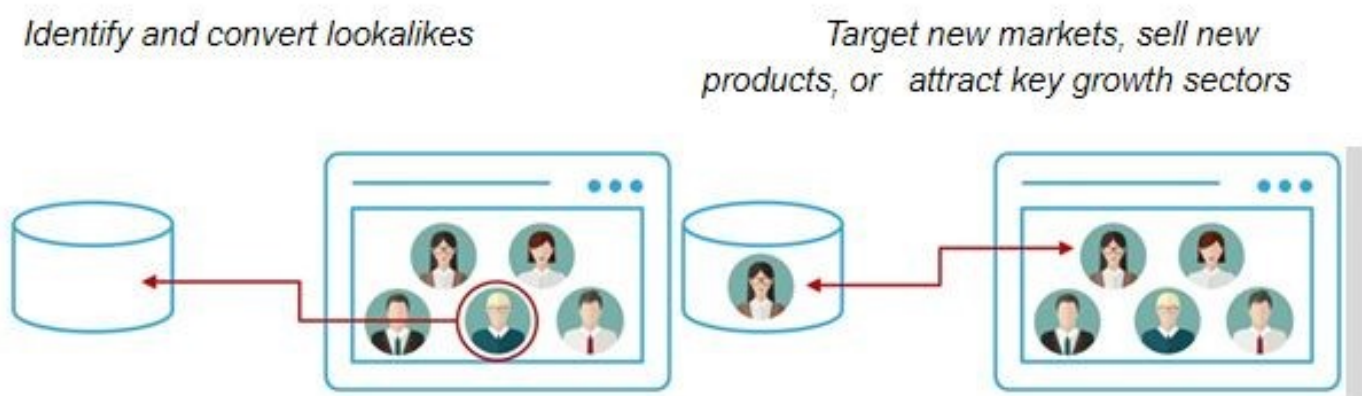 Identify and convert lookalikes
Target new markets, sell new
products, or attract key growth sectors